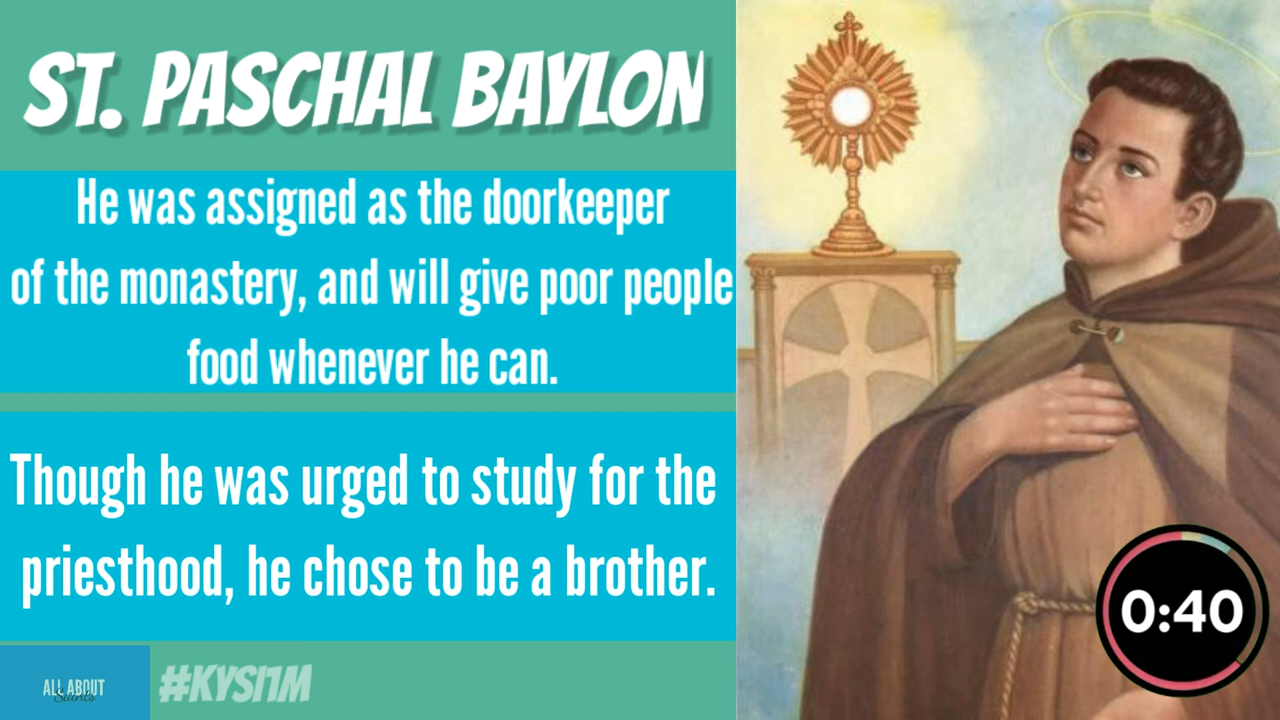 ST. PASCHAL BAYLON
He was assigned as the doorkeeper
of the monastery, and will give poor people
food whenever he can.
Though he was urged to study for the
priesthood, he chose to be a brother.
ALL ABOUT
Saints
#KYSI1M
0:40